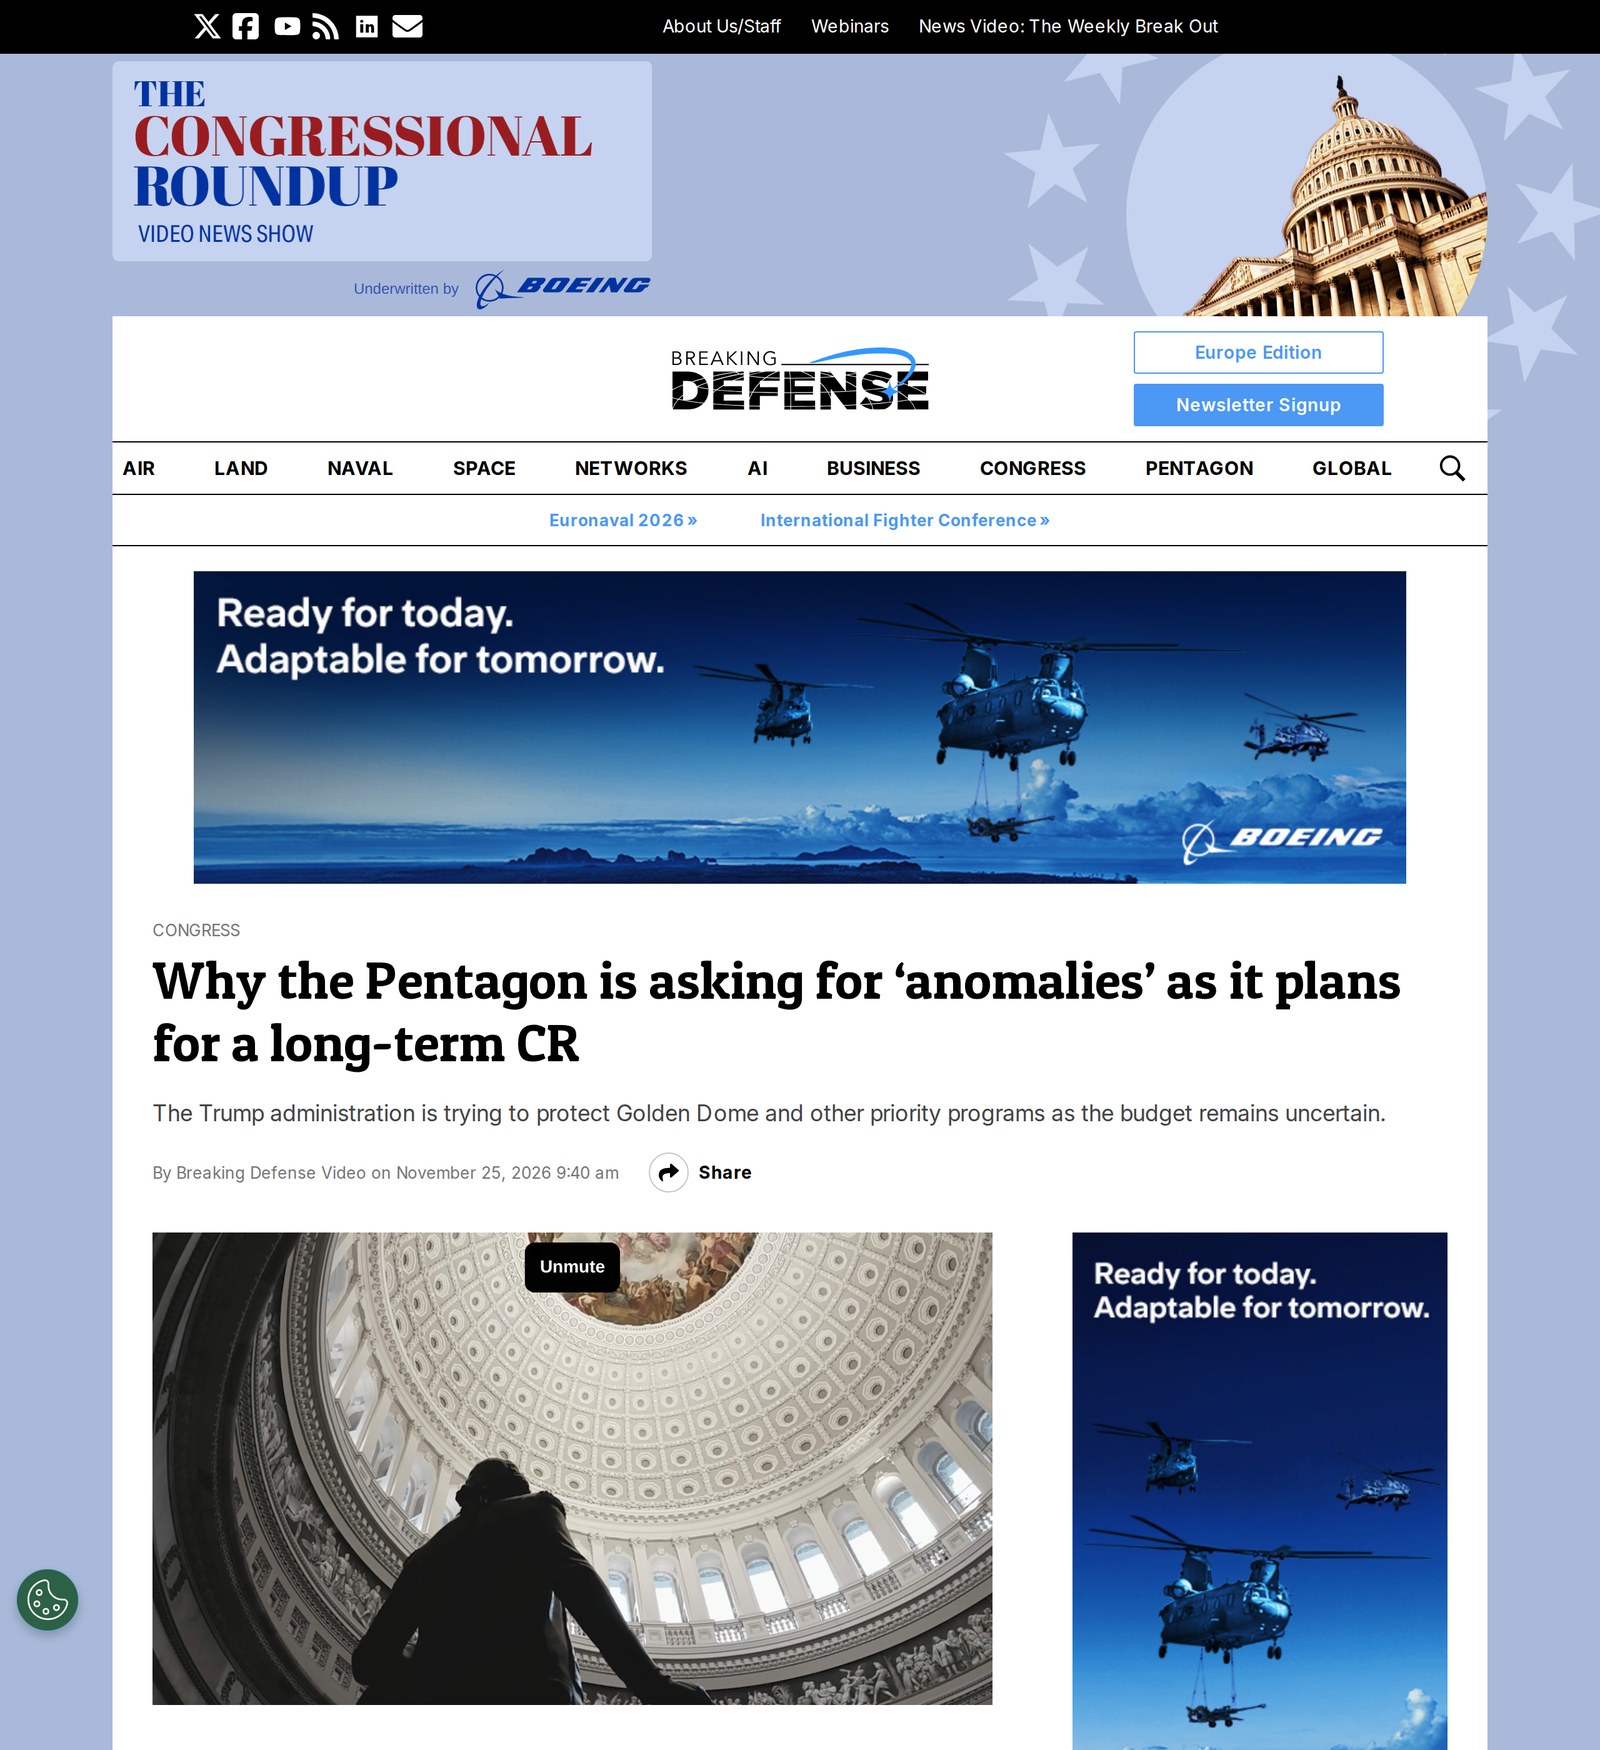 About Us/Staff Webinars News Video: The Weekly Break Out
THE
CONGRESSIONAL
ROUNDUP
VIDEO NEWS SHOW
Underwritten by BOEING
BREAKING
DEFENSE
Europe Edition
Newsletter Signup
AIR LAND NAVAL SPACE NETWORKS AI BUSINESS CONGRESS PENTAGON GLOBAL
Euronaval 2026 » International Fighter Conference »
Ready for today.
Adaptable for tomorrow.
BOEING
CONGRESS
Why the Pentagon is asking for ‘anomalies’ as it plans
for a long-term CR
The Trump administration is trying to protect Golden Dome and other priority programs as the budget remains uncertain.
By Breaking Defense Video on November 25, 2026 9:40 am Share
Unmute
Ready for today.
Adaptable for tomorrow.